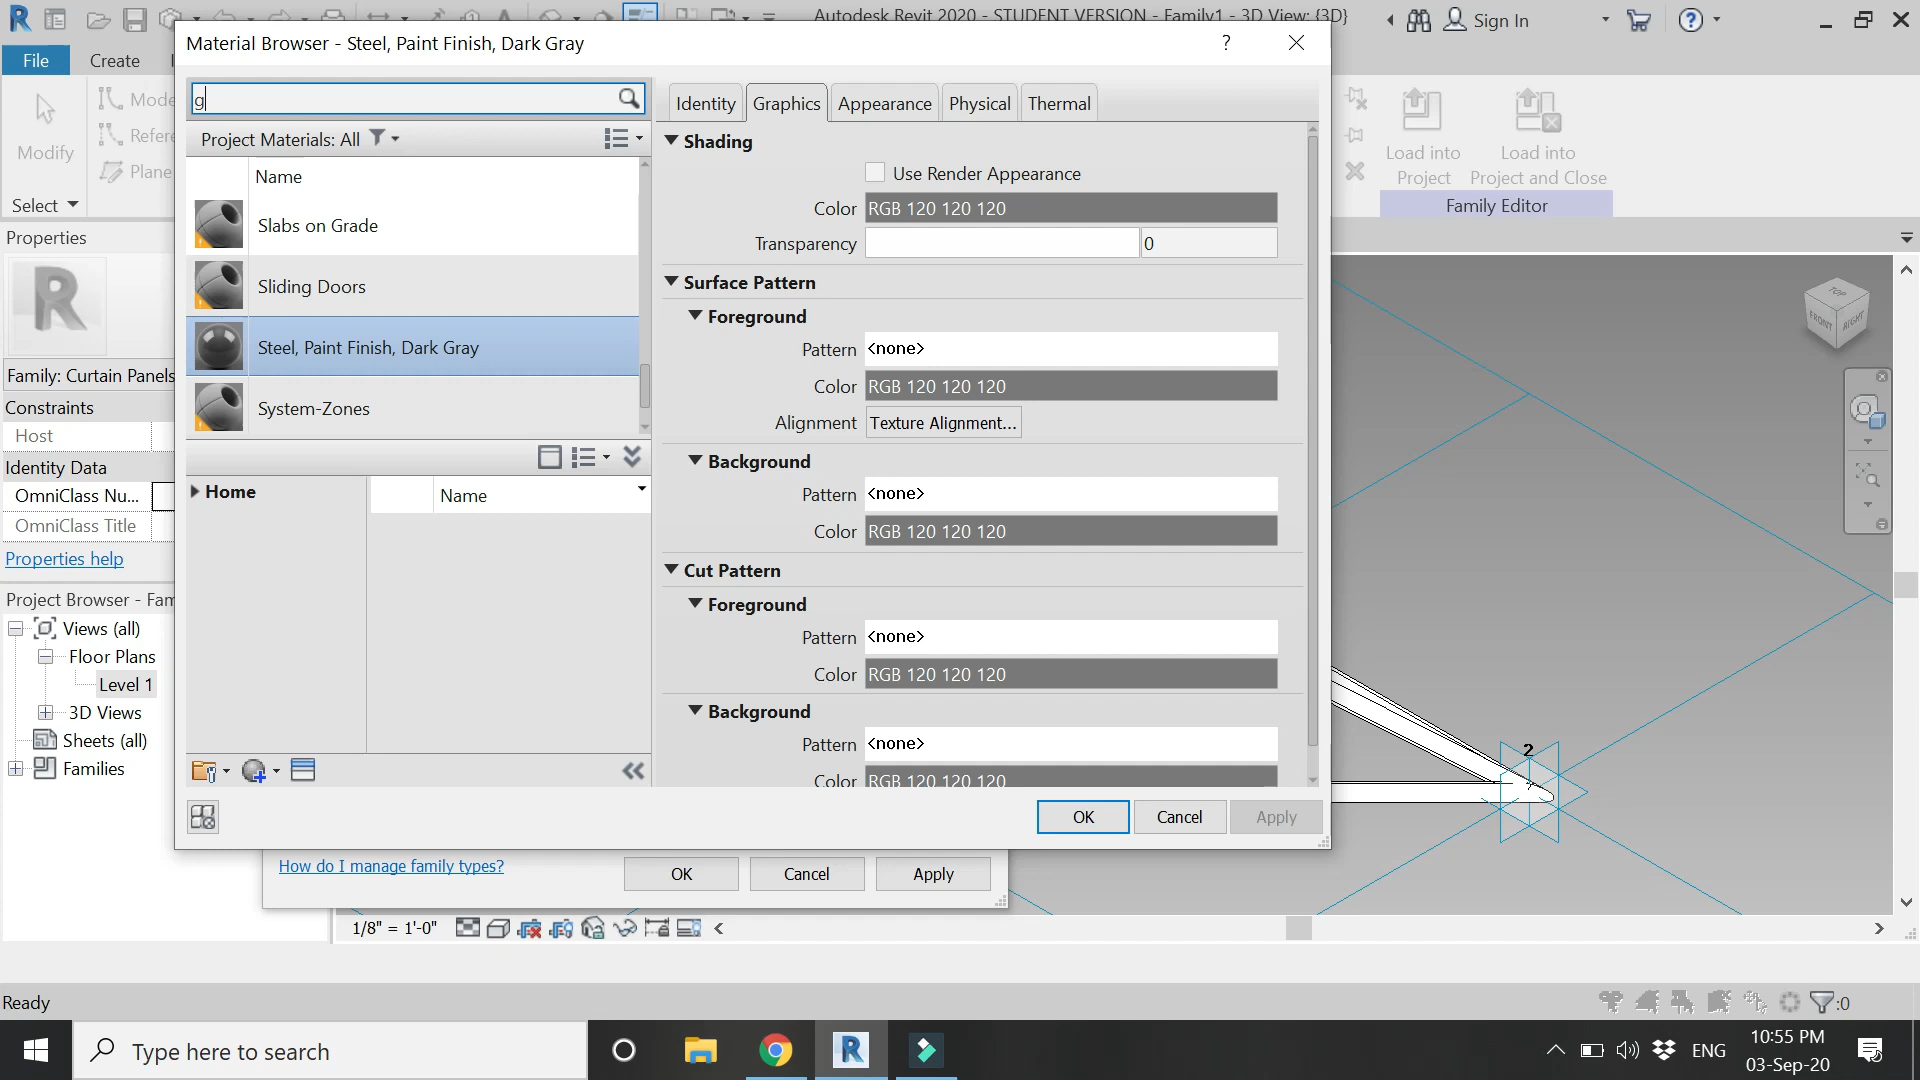 Autodesk Revit 2020 - STUDENT VERSION - Family1 - 3D View: {3D}
Sign In
File
Create
Material Browser - Steel, Paint Finish, Dark Gray
?
g
Project Materials: All
Name
Slabs on Grade
Sliding Doors
Steel, Paint Finish, Dark Gray
System-Zones
Home
Name
Identity
Graphics
Appearance
Physical
Thermal
Shading
Use Render Appearance
Color RGB 120 120 120
Transparency 0
Surface Pattern
Foreground
Pattern <none>
Color RGB 120 120 120
Alignment Texture Alignment...
Background
Pattern <none>
Color RGB 120 120 120
Cut Pattern
Foreground
Pattern <none>
Color RGB 120 120 120
Background
Pattern <none>
Color RGB 120 120 120
OK
Cancel
Apply
How do I manage family types?
OK
Cancel
Apply
Modify
Select
Mode
Refere
Plane
Load into
Project
Load into
Project and Close
Family Editor
Properties
Family: Curtain Panels
Constraints
Host
Identity Data
OmniClass Nu...
OmniClass Title
Properties help
Project Browser - Fam
Views (all)
Floor Plans
Level 1
3D Views
Sheets (all)
Families
TOP
FRONT
RIGHT
2
1/8" = 1'-0"
Ready
:0
Type here to search
ENG
10:55 PM
03-Sep-20